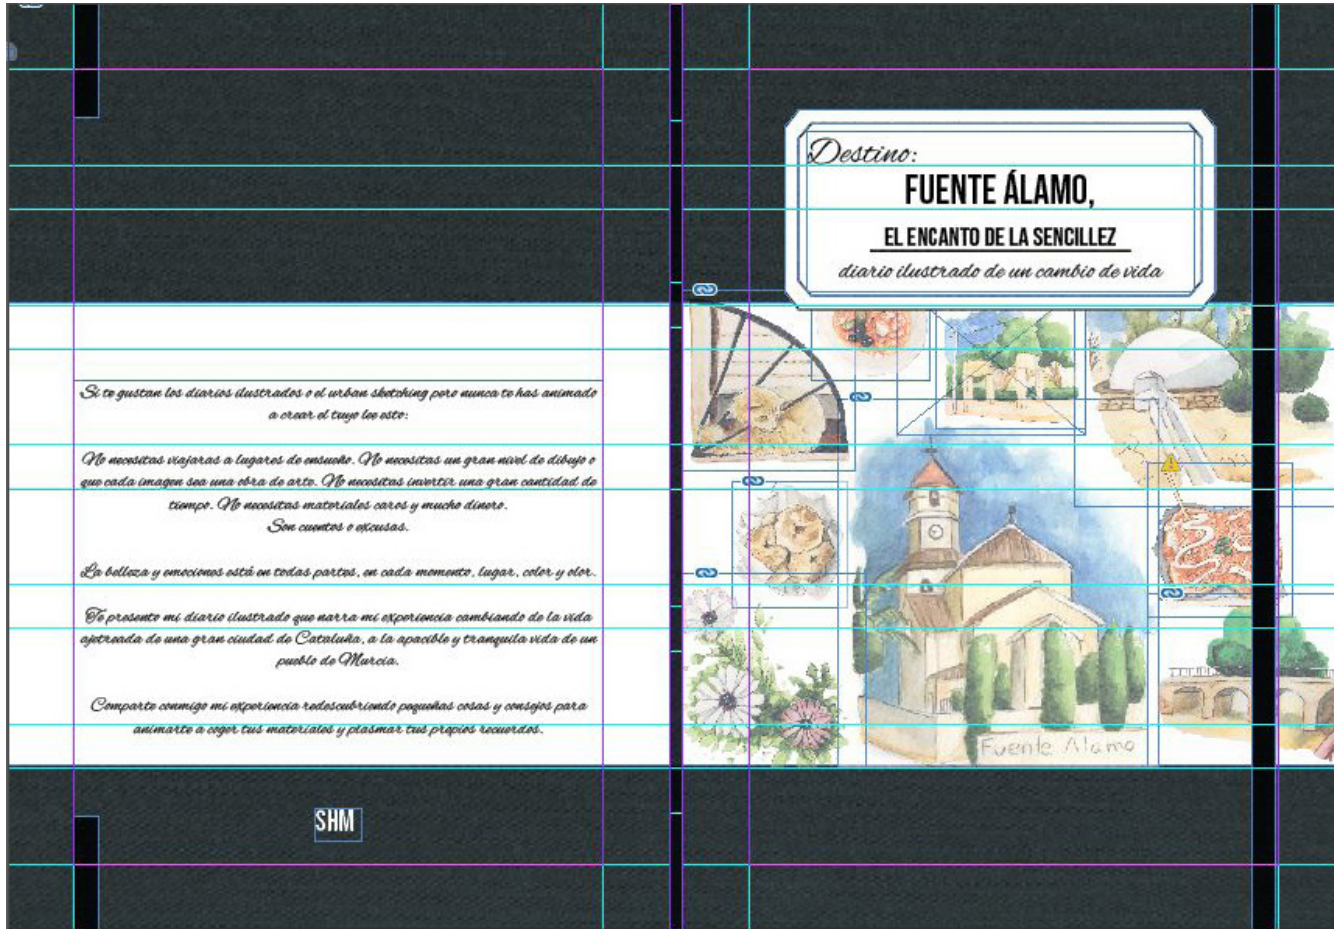 Destino:
FUENTE ÁLAMO,
EL ENCANTO DE LA SENCILLEZ
diario ilustrado de un cambio de vida
Si te gustan los diarios ilustrados o el urban sketching pero nunca te has animado
a crear el tuyo lee esto:
No necesitas viajaras a lugares de ensueño. No necesitas un gran nivel de dibujo o
que cada imagen sea una obra de arte. No necesitas invertir una gran cantidad de
tiempo. No necesitas materiales caros y mucho dinero.
Son cuentos o excusas.
La belleza y emociones está en todas partes, en cada momento, lugar, color y olor.
Te presento mi diario ilustrado que narra mi experiencia cambiando de la vida
ajetreada de una gran ciudad de Cataluña, a la apacible y tranquila vida de un
pueblo de Murcia.
Comparte conmigo mi experiencia redescubriendo pequeñas cosas y consejos para
animarte a coger tus materiales y plasmar tus propios recuerdos.
Fuente Alamo
SHM